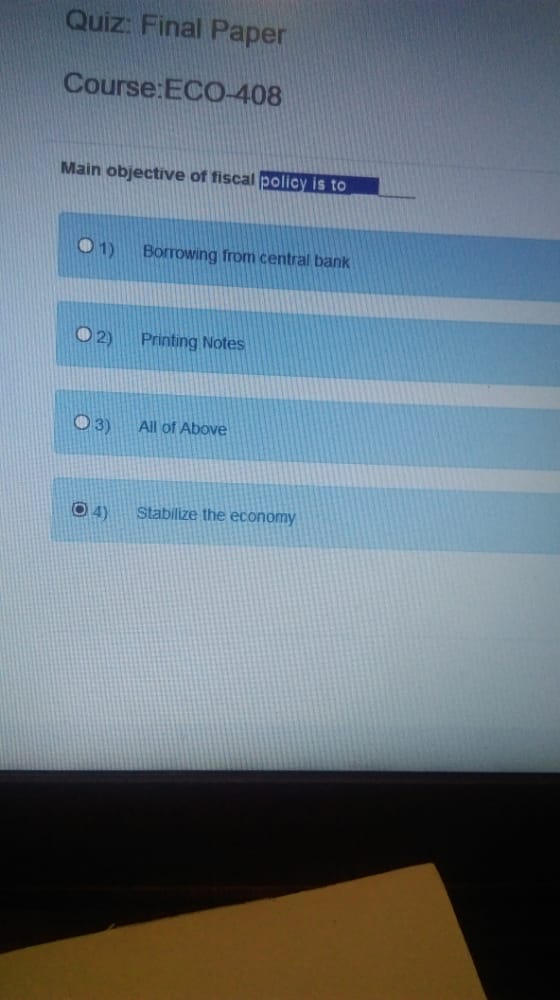 Quiz: Final Paper
Course:ECO-408
Main objective of fiscal policy is to ______
1) Borrowing from central bank
2) Printing Notes
3) All of Above
4) Stabilize the economy